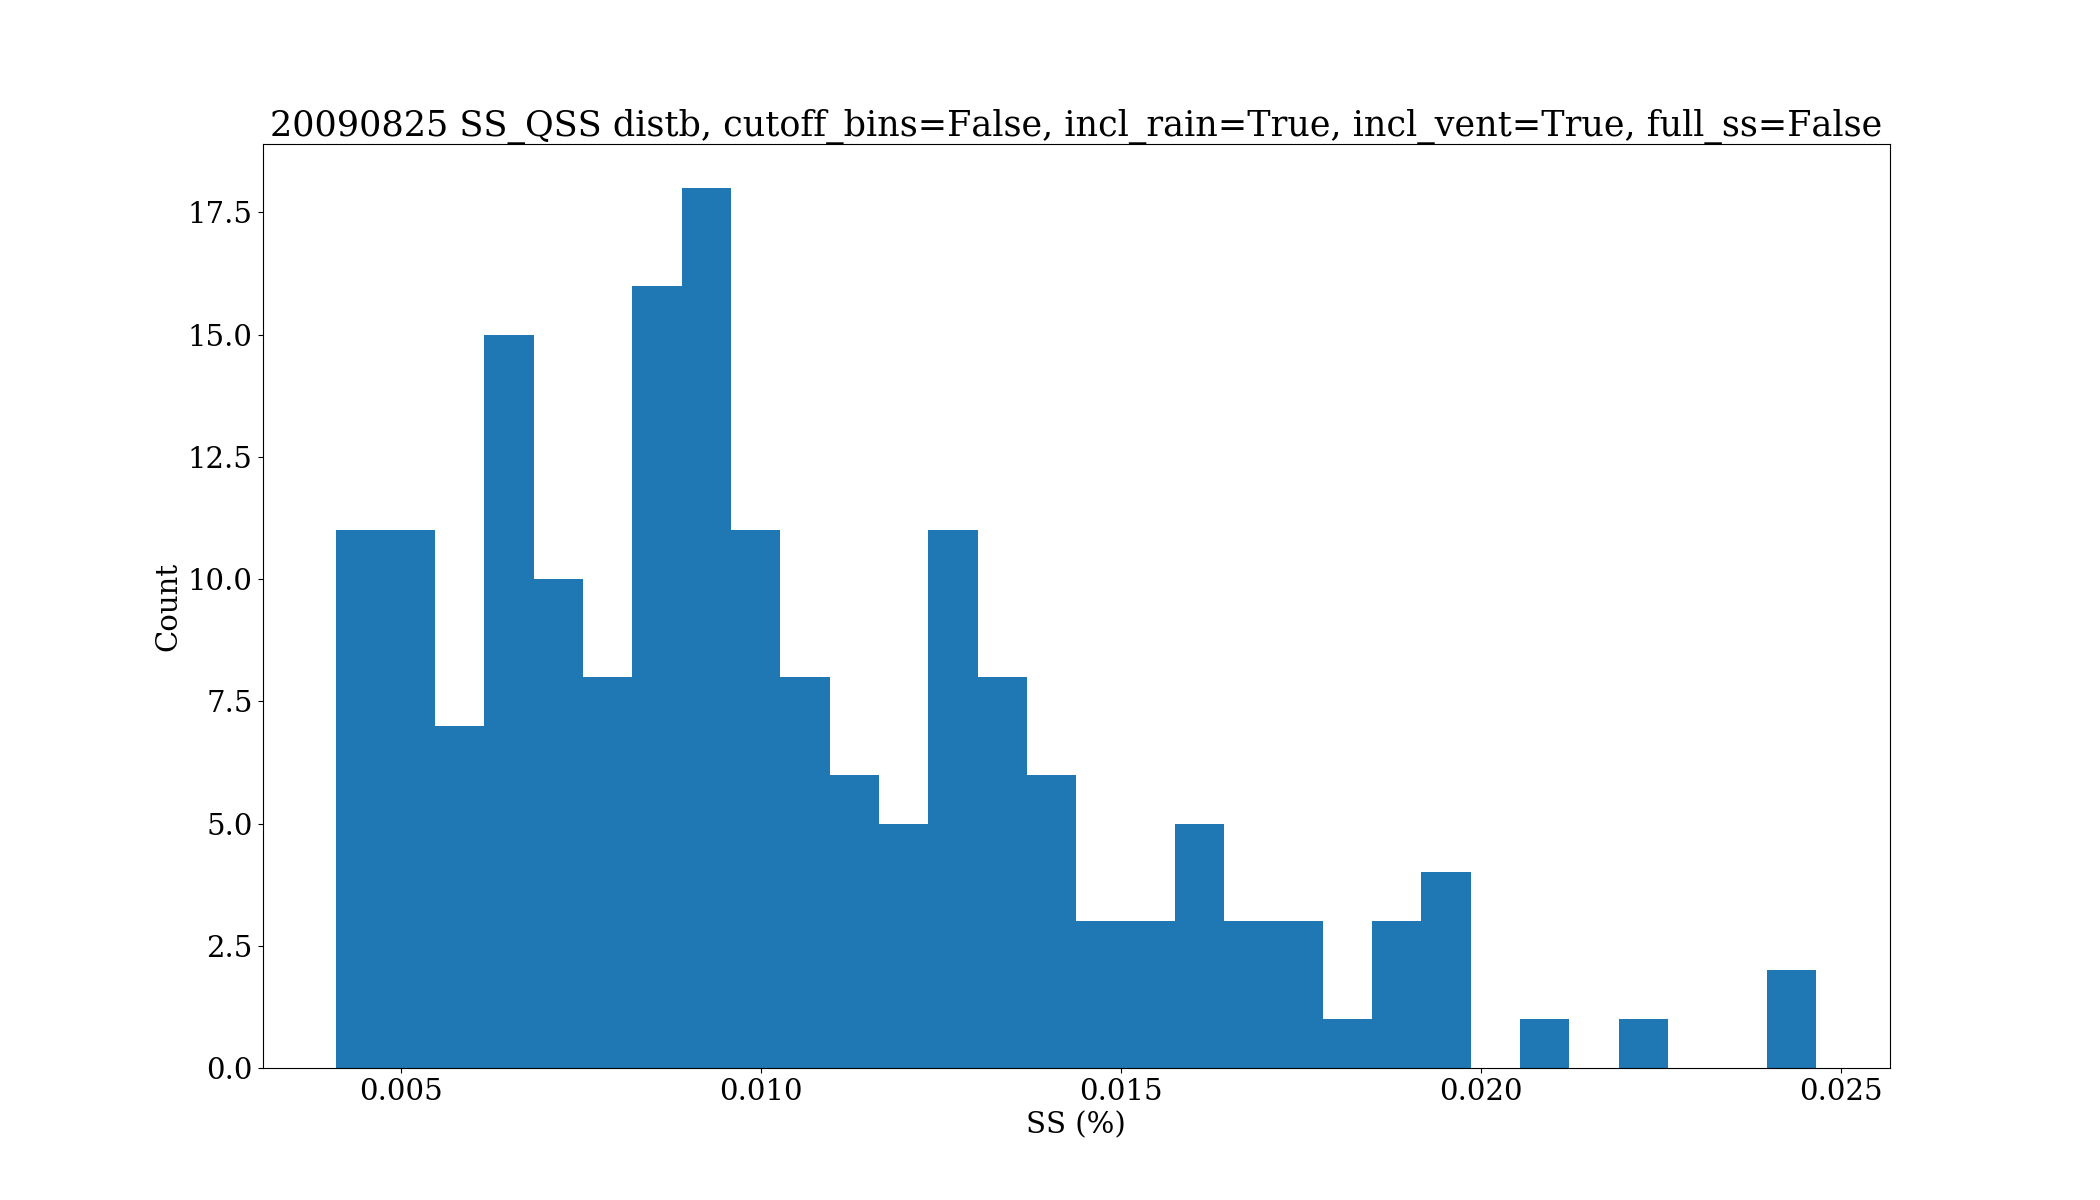 20090825 SS_QSS distb, cutoff_bins=False, incl_rain=True, incl_vent=True, full_ss=False
17.5
15.0
12.5
10.0
7.5
5.0
2.5
0.0
Count
0.005 0.010 0.015 0.020 0.025
SS (%)